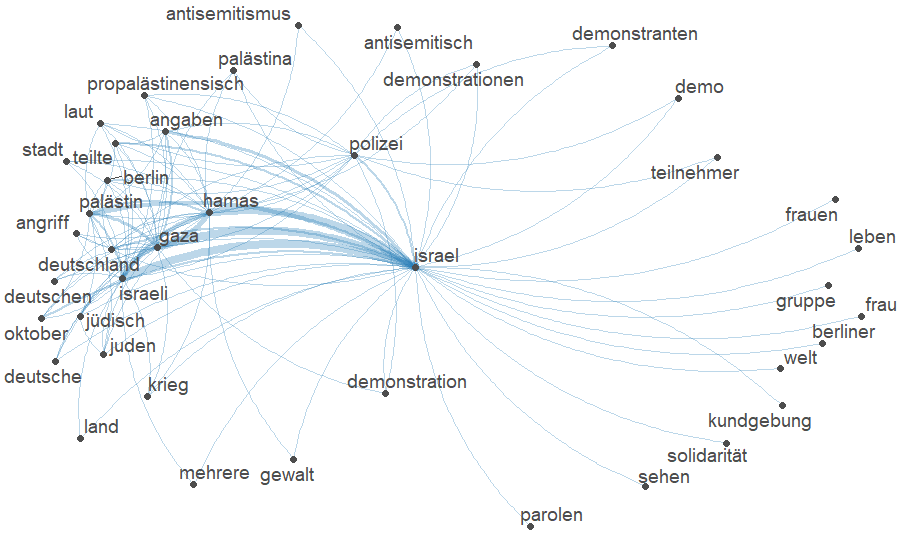 antisemitismus
antisemitisch
demonstranten
palästina
demonstrationen
propalästinensisch
demo
laut
angaben
polizei
stadt
teilte
teilnehmer
berlin
palästin
hamas
frauen
angriff
gaza
leben
israel
deutschland
deutschen
israeli
gruppe
frau
oktober
jüdisch
berliner
juden
welt
deutsche
krieg
demonstration
land
kundgebung
solidarität
mehrere
gewalt
sehen
parolen